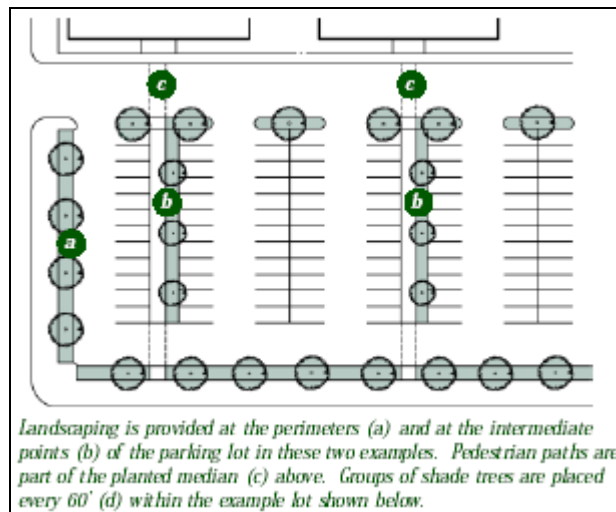 c c
b b
a
Landscaping is provided at the perimeters (a) and at the intermediate
points (b) of the parking lot in these two examples. Pedestrian paths are
part of the planted median (c) above. Groups of shade trees are placed
every 60' (d) within the example lot shown below.